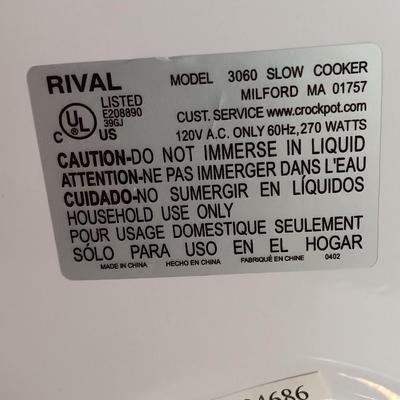 RIVAL MODEL 3060 SLOW COOKER
MILFORD MA 01757
C UL US LISTED E208890 39GJ
CUST. SERVICE www.crockpot.com
120V A.C. ONLY 60Hz, 270 WATTS
CAUTION-DO NOT IMMERSE IN LIQUID
ATTENTION-NE PAS IMMERGER DANS L'EAU
CUIDADO-NO SUMERGIR EN LÍQUIDOS
HOUSEHOLD USE ONLY
POUR USAGE DOMESTIQUE SEULEMENT
SÓLO PARA USO EN EL HOGAR
MADE IN CHINA HECHO EN CHINA FABRIQUÉ EN CHINE 0402